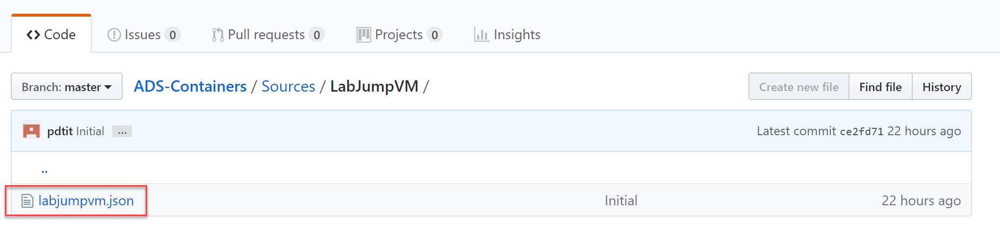 Code Issues 0 Pull requests 0 Projects 0 Insights
Branch: master ADS-Containers / Sources / LabJumpVM / Create new file Find file History
pdtit Initial ... Latest commit ce2fd71 22 hours ago
..
labjumpvm.json Initial 22 hours ago